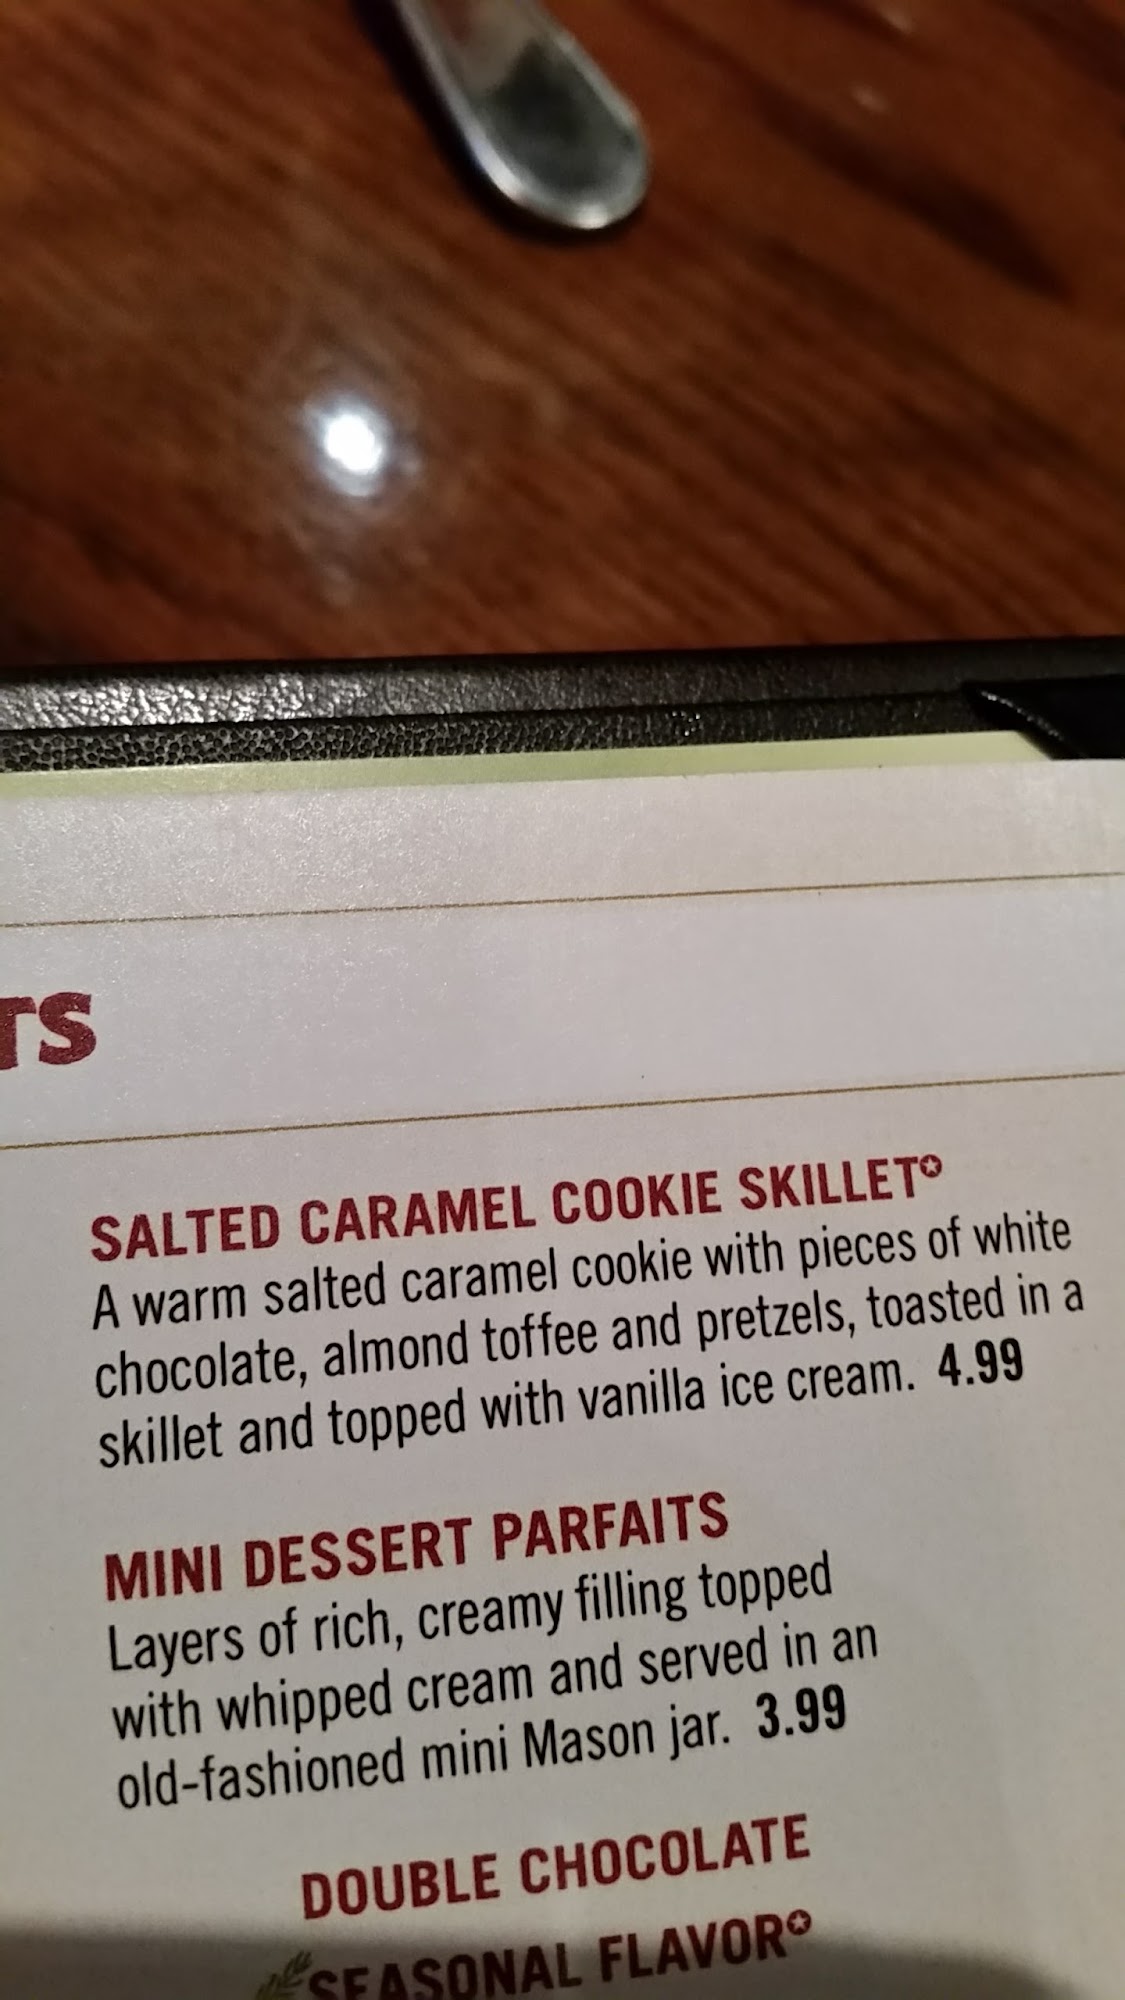 TS
SALTED CARAMEL COOKIE SKILLET✪
A warm salted caramel cookie with pieces of white
chocolate, almond toffee and pretzels, toasted in a
skillet and topped with vanilla ice cream. 4.99
MINI DESSERT PARFAITS
Layers of rich, creamy filling topped
with whipped cream and served in an
old-fashioned mini Mason jar. 3.99
DOUBLE CHOCOLATE
SEASONAL FLAVOR✪